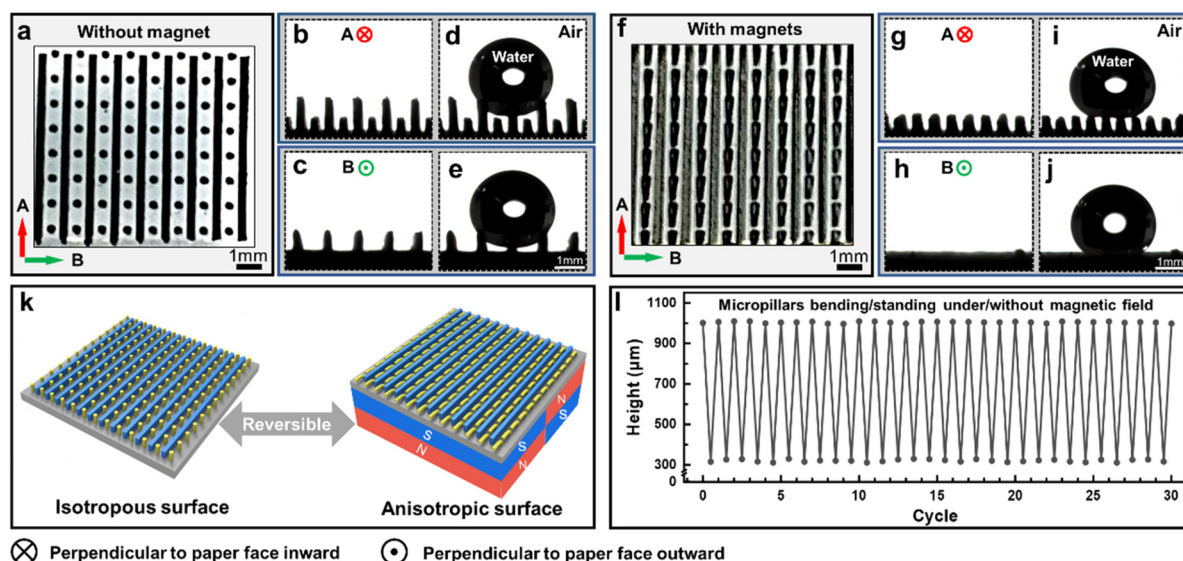 a
Without magnet
A
B
1mm
b
A
c
B
d
Air
Water
e
1mm
f
With magnets
A
B
1mm
g
A
h
B
i
Air
Water
j
1mm
k
Reversible
S
N
N
S
S
N
Isotropous surface
Anisotropic surface
l
Micropillars bending/standing under/without magnetic field
Height (μm)
1100
900
700
500
300
0
0 5 10 15 20 25 30
Cycle
Perpendicular to paper face inward
Perpendicular to paper face outward